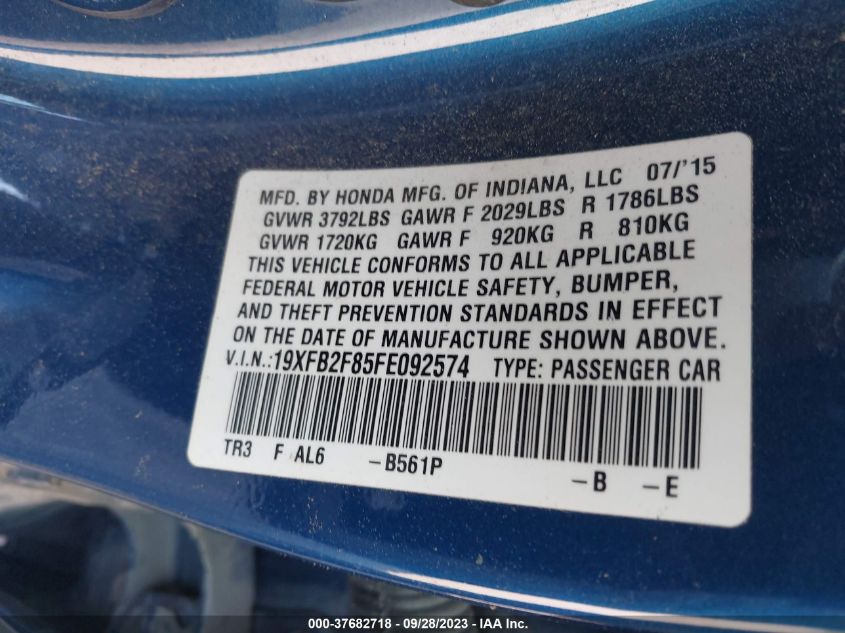 MFD. BY HONDA MFG. OF INDIANA, LLC 07/'15
GVWR 3792LBS GAWR F 2029LBS R 1786LBS
GVWR 1720KG GAWR F 920KG R 810KG
THIS VEHICLE CONFORMS TO ALL APPLICABLE
FEDERAL MOTOR VEHICLE SAFETY, BUMPER,
AND THEFT PREVENTION STANDARDS IN EFFECT
ON THE DATE OF MANUFACTURE SHOWN ABOVE.
V.I.N.:19XFB2F85FE092574 TYPE: PASSENGER CAR
TR3 F AL6 -B561P -B -E
000-37682718 - 09/28/2023 - IAA Inc.